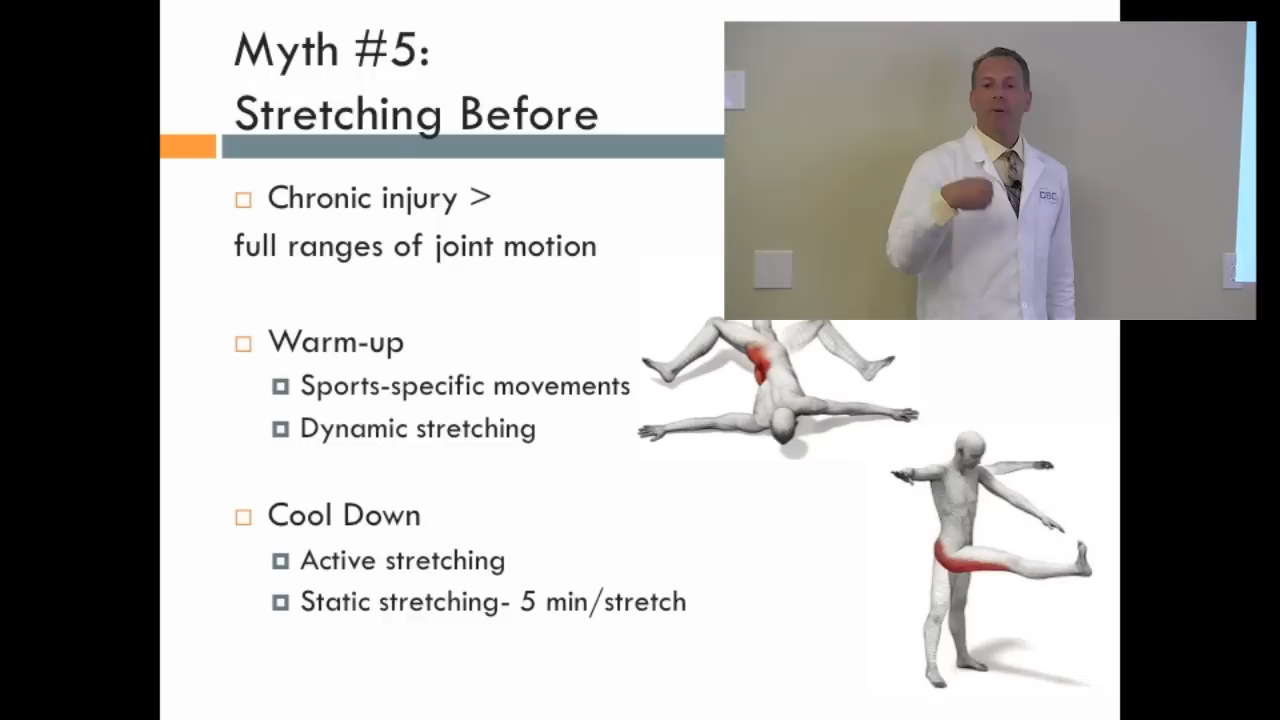 Myth #5:
Stretching Before
Chronic injury >
full ranges of joint motion
Warm-up
Sports-specific movements
Dynamic stretching
Cool Down
Active stretching
Static stretching- 5 min/stretch